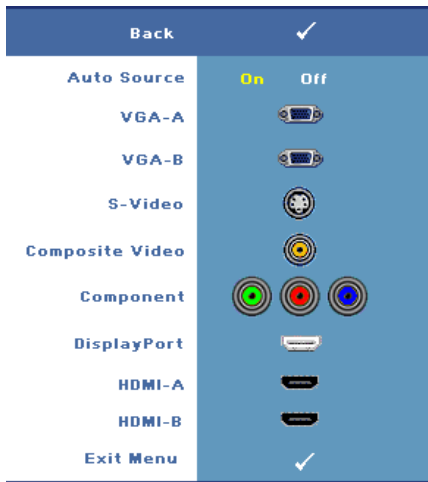 Back
Auto Source On Off
VGA-A
VGA-B
S-Video
Composite Video
Component
DisplayPort
HDMI-A
HDMI-B
Exit Menu